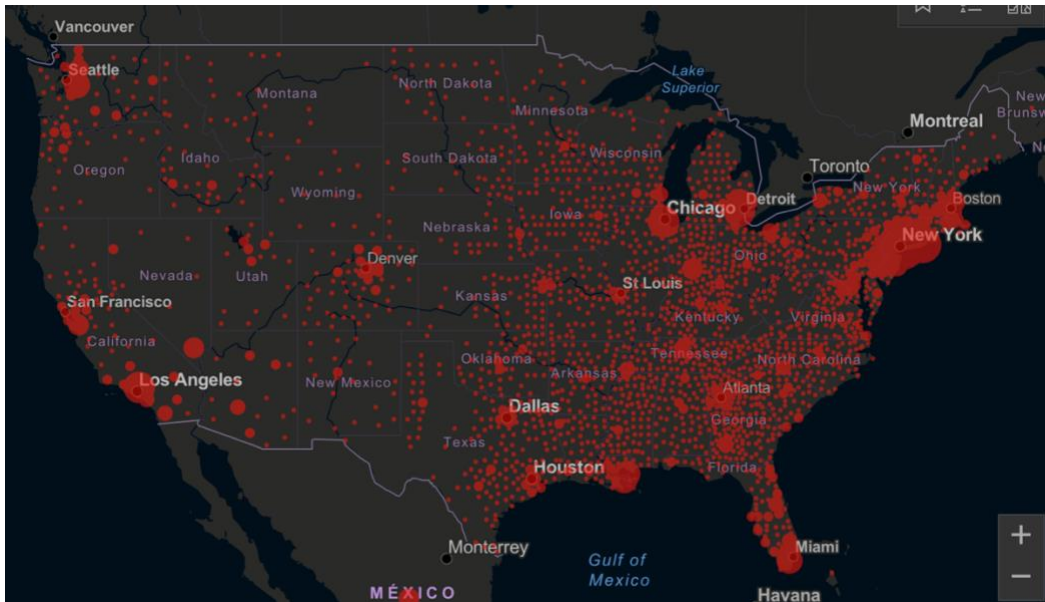 Vancouver
Seattle
Montana
North Dakota
Minnesota
Lake
Superior
Montreal
New
Brunsw
Oregon
Idaho
South Dakota
Wisconsin
Toronto
Wyoming
Iowa
Chicago
Detroit
New York
Boston
Nebraska
New York
Nevada
Utah
Denver
Ohio
San Francisco
Kansas
St Louis
Kentucky
Virginia
California
Oklahoma
Tennessee
North Carolina
Los Angeles
New Mexico
Arkansas
Atlanta
Dallas
Georgia
Texas
Houston
Florida
Monterrey
Gulf of
Mexico
Miami
MÉXICO
Havana
+
−